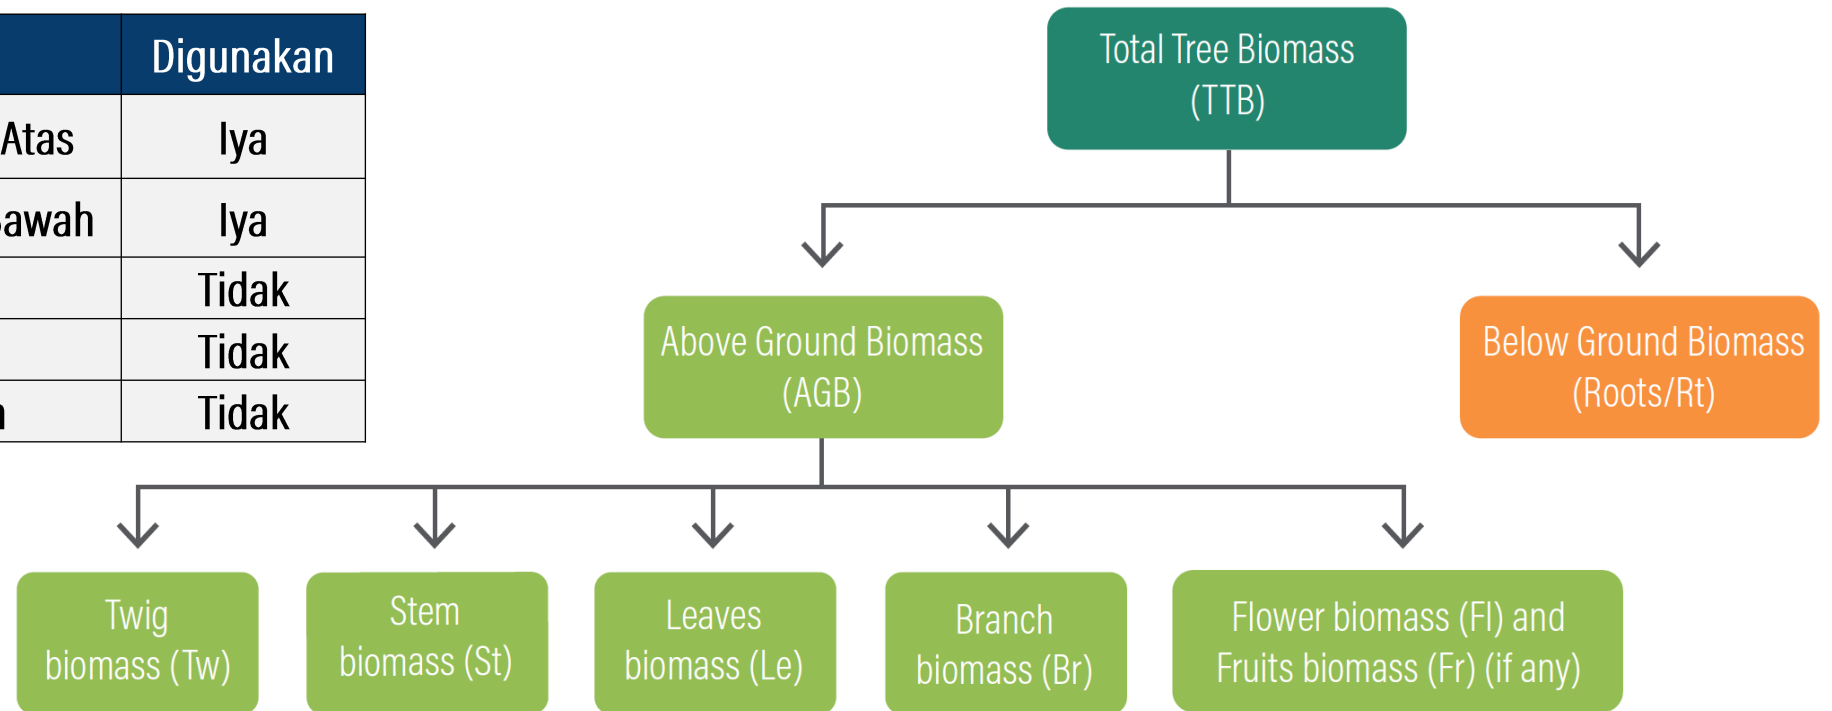 Digunakan
Atas Iya
Iya
Tidak
Tidak
Tidak
Total Tree Biomass
(TTB)
Above Ground Biomass
(AGB)
Below Ground Biomass
(Roots/Rt)
Twig
biomass (Tw)
Stem
biomass (St)
Leaves
biomass (Le)
Branch
biomass (Br)
Flower biomass (Fl) and
Fruits biomass (Fr) (if any)